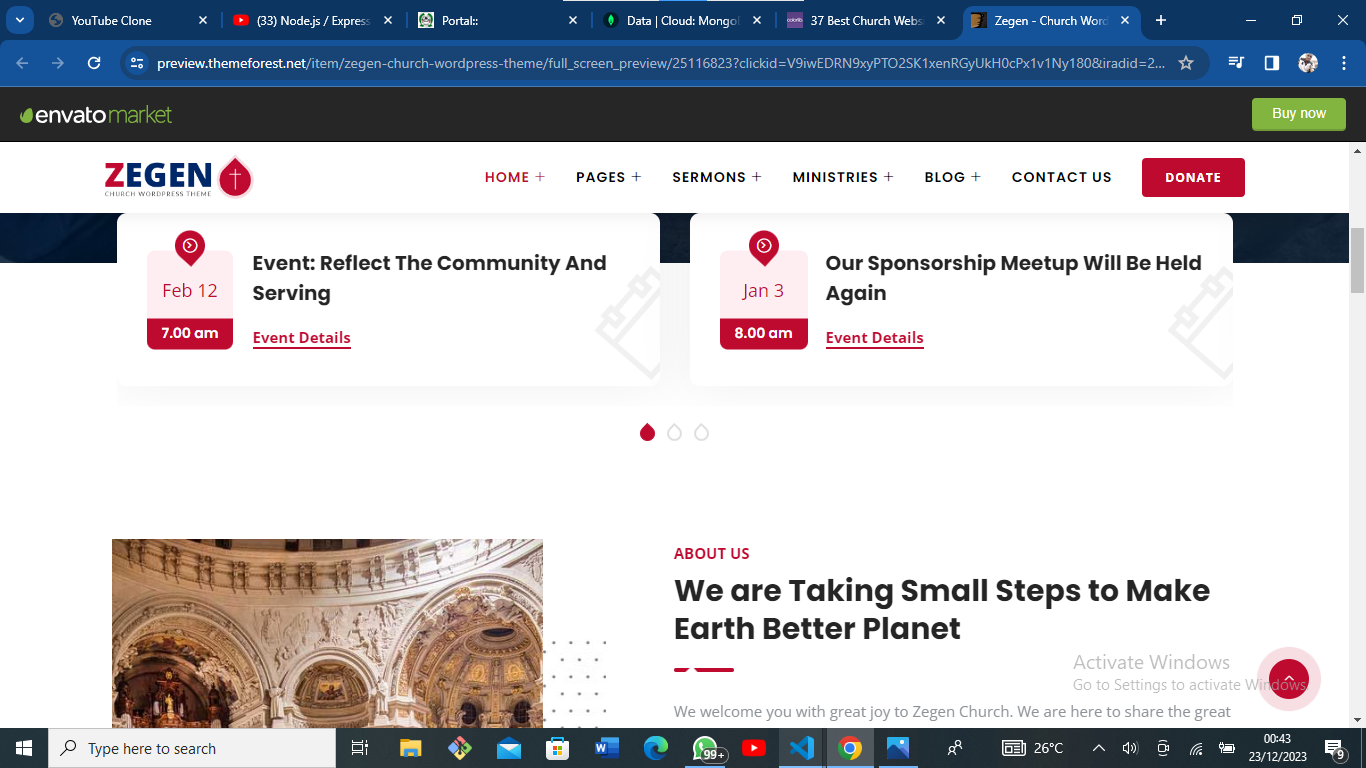 YouTube Clone
(33) Node.js / Express
Portal::
Data | Cloud: Mongo
37 Best Church Webs
Zegen - Church Word
preview.themeforest.net/item/zegen-church-wordpress-theme/full_screen_preview/25116823?clickid=V9iwEDRN9xyPTO2SK1xenRGyUkH0cPx1v1Ny180&iradid=2...
envatomarket
Buy now
ZEGEN
CHURCH WORDPRESS THEME
HOME +
PAGES +
SERMONS +
MINISTRIES +
BLOG +
CONTACT US
DONATE
Feb 12
7.00 am
Event: Reflect The Community And
Serving
Event Details
Jan 3
8.00 am
Our Sponsorship Meetup Will Be Held
Again
Event Details
ABOUT US
We are Taking Small Steps to Make
Earth Better Planet
We welcome you with great joy to Zegen Church. We are here to share the great
Activate Windows
Go to Settings to activate Windows.
Type here to search
99+
26°C
00:43
23/12/2023
9